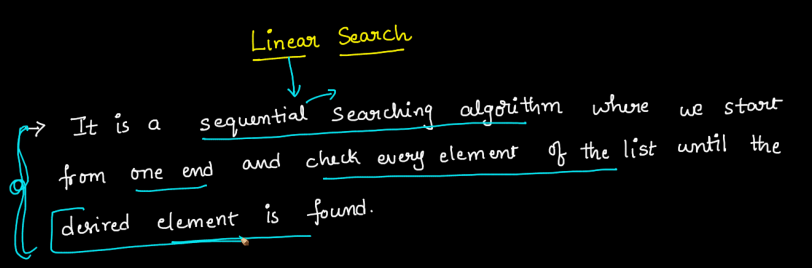 Linear Search
→ It is a sequential searching algorithm where we start
from one end and check every element of the list until the
desired element is found.